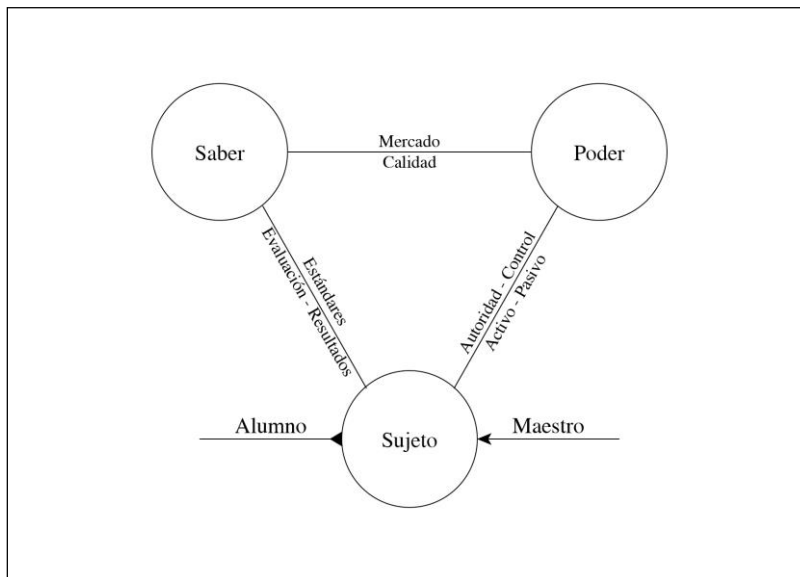 Saber
Mercado
Calidad
Poder
Estándares
Evaluación - Resultados
Autoridad - Control
Activo - Pasivo
Alumno
Sujeto
Maestro